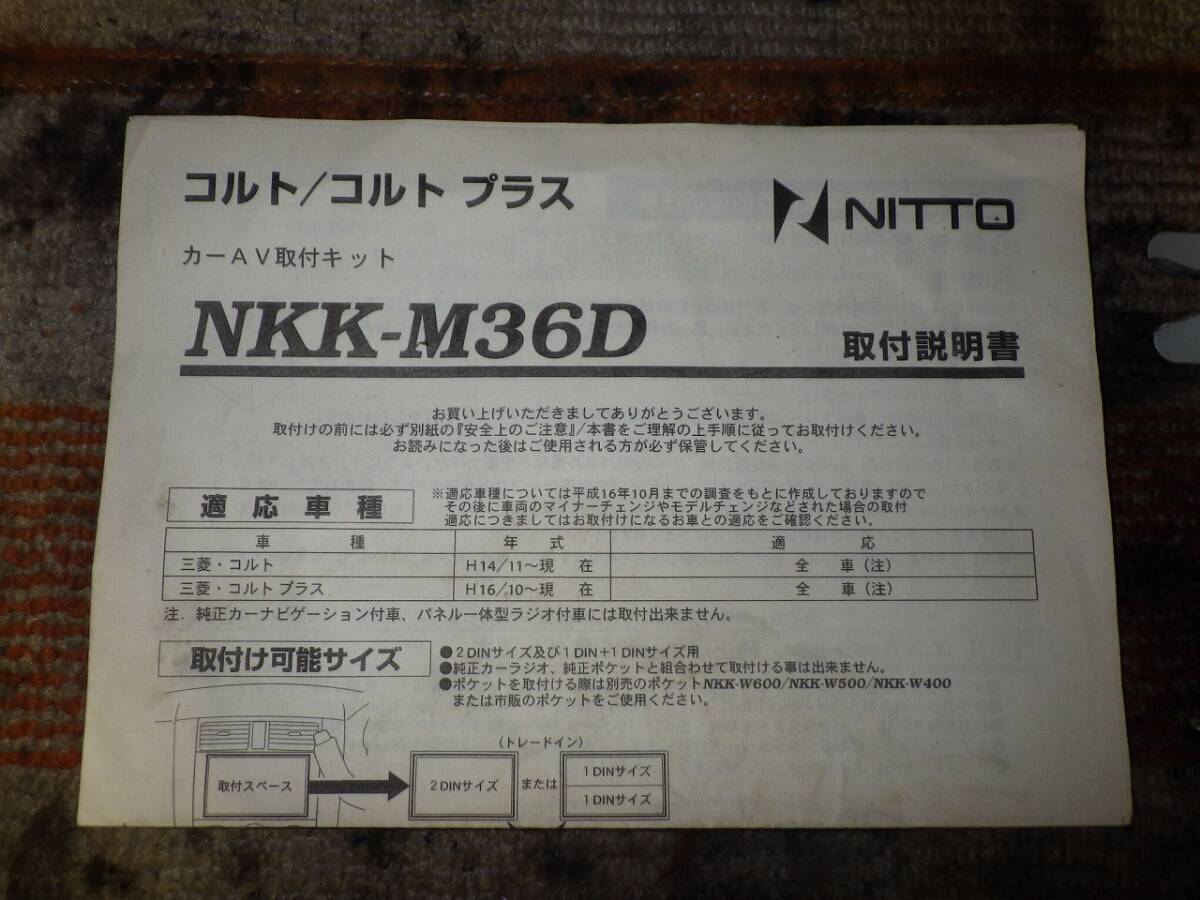 コルト/コルト プラス
NITTO
カーAV取付キット
NKK-M36D
取付説明書
お買い上げいただきましてありがとうございます。
取付けの前には必ず別紙の『安全上のご注意』/本書をご理解の上手順に従ってお取付けください。
お読みになった後はご使用される方が必ず保管してください。
適応車種
※適応車種については平成16年10月までの調査をもとに作成しておりますので
その後に車両のマイナーチェンジやモデルチェンジなどされた場合の取付
適応につきましてはお取付けになるお車との適応をご確認ください。
車種 年式 適応
三菱・コルト H14/11〜現在 全車(注)
三菱・コルト プラス H16/10〜現在 全車(注)
注. 純正カーナビゲーション付車、パネル一体型ラジオ付車には取付出来ません。
取付け可能サイズ
●2DINサイズ及び1DIN+1DINサイズ用
●純正カーラジオ、純正ポケットと組合わせて取付ける事は出来ません。
●ポケットを取付ける際は別売のポケットNKK-W600/NKK-W500/NKK-W400
または市販のポケットをご使用ください。
(トレードイン)
取付スペース
2DINサイズ
または
1DINサイズ
1DINサイズ